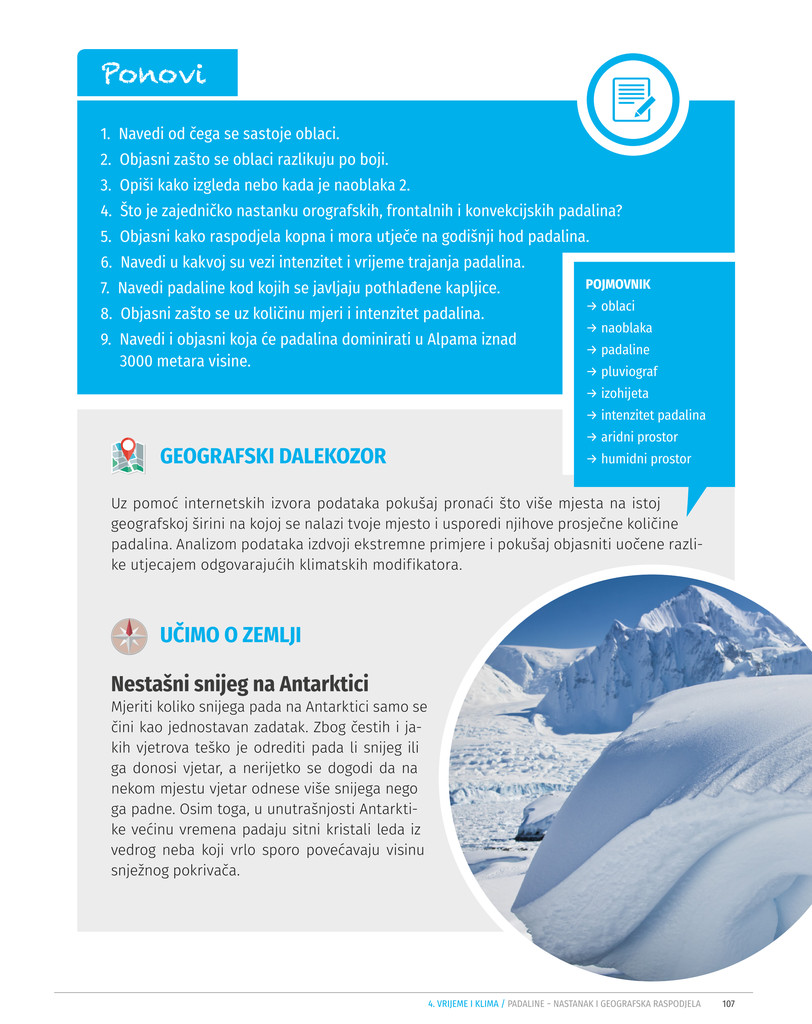 Ponovi
1. Navedi od čega se sastoje oblaci.
2. Objasni zašto se oblaci razlikuju po boji.
3. Opiši kako izgleda nebo kada je naoblaka 2.
4. Što je zajedničko nastanku orografskih, frontalnih i konvekcijskih padalina?
5. Objasni kako raspodjela kopna i mora utječe na godišnji hod padalina.
6. Navedi u kakvoj su vezi intenzitet i vrijeme trajanja padalina.
7. Navedi padaline kod kojih se javljaju pothlađene kapljice.
8. Objasni zašto se uz količinu mjeri i intenzitet padalina.
9. Navedi i objasni koja će padalina dominirati u Alpama iznad
3000 metara visine.
POJMOVNIK
→ oblaci
→ naoblaka
→ padaline
→ pluviograf
→ izohijeta
→ intenzitet padalina
→ aridni prostor
→ humidni prostor
GEOGRAFSKI DALEKOZOR
Uz pomoć internetskih izvora podataka pokušaj pronaći što više mjesta na istoj
geografskoj širini na kojoj se nalazi tvoje mjesto i usporedi njihove prosječne količine
padalina. Analizom podataka izdvoji ekstremne primjere i pokušaj objasniti uočene razli-
ke utjecajem odgovarajućih klimatskih modifikatora.
UČIMO O ZEMLJI
Nestašni snijeg na Antarktici
Mjeriti koliko snijega pada na Antarktici samo se
čini kao jednostavan zadatak. Zbog čestih i ja-
kih vjetrova teško je odrediti pada li snijeg ili
ga donosi vjetar, a nerijetko se dogodi da na
nekom mjestu vjetar odnese više snijega nego
ga padne. Osim toga, u unutrašnjosti Antarkti-
ke većinu vremena padaju sitni kristali leda iz
vedrog neba koji vrlo sporo povećavaju visinu
snježnog pokrivača.
4. VRIJEME I KLIMA / PADALINE – NASTANAK I GEOGRAFSKA RASPODJELA 107